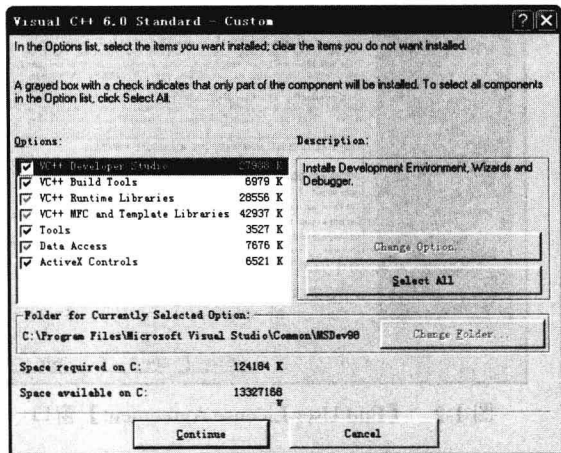 Visual C++ 6.0 Standard - Custom
In the Options list, select the items you want installed; clear the items you do not want installed.
A grayed box with a check indicates that only part of the component will be installed. To select all components
in the Option list, click Select All.
Options:
Description:
VC++ Developer Studio K
VC++ Build Tools 6979 K
VC++ Runtime Libraries 28556 K
VC++ MFC and Template Libraries 42937 K
Tools 3527 K
Data Access 7676 K
ActiveX Controls 6521 K
Installs Development Environment, Wizards and
Debugger.
Change Option...
Select All
Folder for Currently Selected Option:
C:\Program Files\Microsoft Visual Studio\Common\MSDev98
Change Folder...
Space required on C: 124184 K
Space available on C: 13327168
K
Continue
Cancel